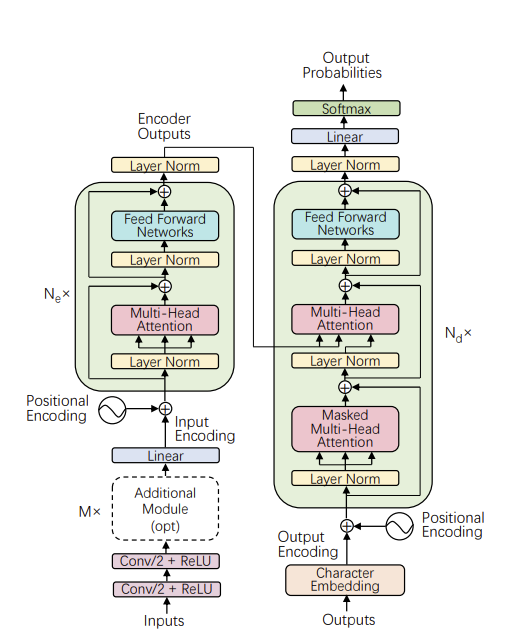 Output
Probabilities
Softmax
Linear
Layer Norm
Feed Forward
Networks
Layer Norm
Multi-Head
Attention
N_d×
Layer Norm
Masked
Multi-Head
Attention
Layer Norm
Output
Encoding
Positional
Encoding
Character
Embedding
Outputs
Encoder
Outputs
Layer Norm
Feed Forward
Networks
Layer Norm
N_e×
Multi-Head
Attention
Layer Norm
Positional
Encoding
Input
Encoding
Linear
M×
Additional
Module
(opt)
Conv/2 + ReLU
Conv/2 + ReLU
Inputs